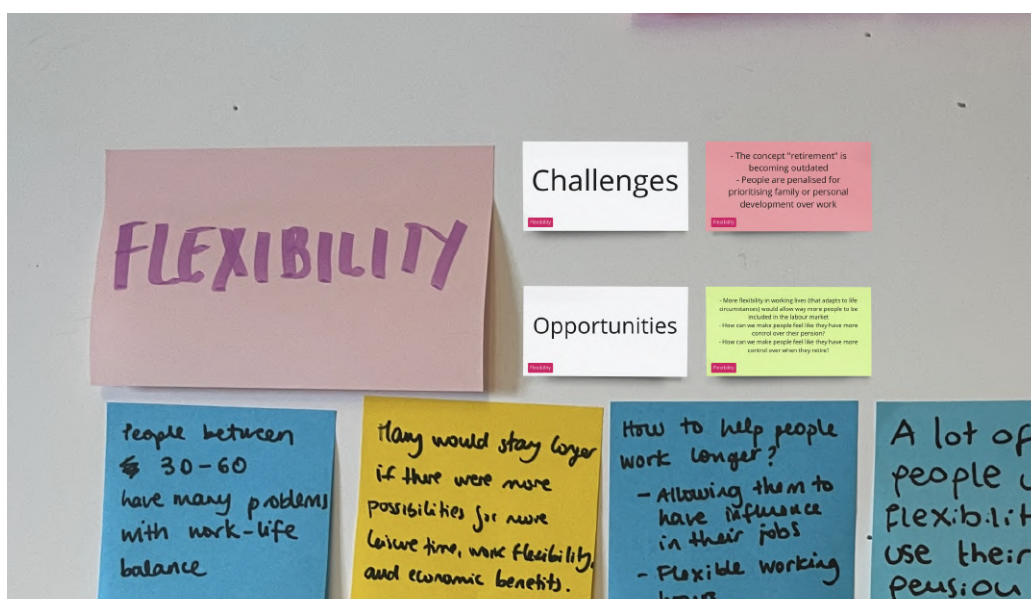 FLEXIBILITY
Challenges
Flexibility
- The concept "retirement" is
becoming outdated
- People are penalised for
prioritising family or personal
development over work
Flexibility
Opportunities
Flexibility
- More flexibility in working lives (that adapts to life
circumstances) would allow way more people to be
included in the labour market
- How can we make people feel like they have more
control over their pension?
- How can we make people feel like they have more
control over when they retire?
Flexibility
People between
30-60
have many problems
with work-life
balance
Many would stay longer
if there were more
possibilities for more
leisure time, work flexibility,
and economic benefits.
How to help people
work longer?
- Allowing them to
have influence
in their jobs
- Flexible working
hours
A lot of
people
flexibilit
use their
pension